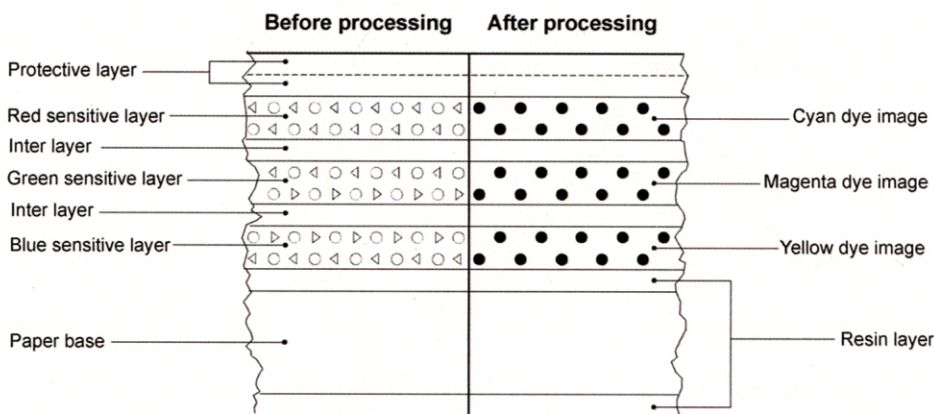 Before processing
After processing
Protective layer
Red sensitive layer
Inter layer
Green sensitive layer
Inter layer
Blue sensitive layer
Paper base
Cyan dye image
Magenta dye image
Yellow dye image
Resin layer